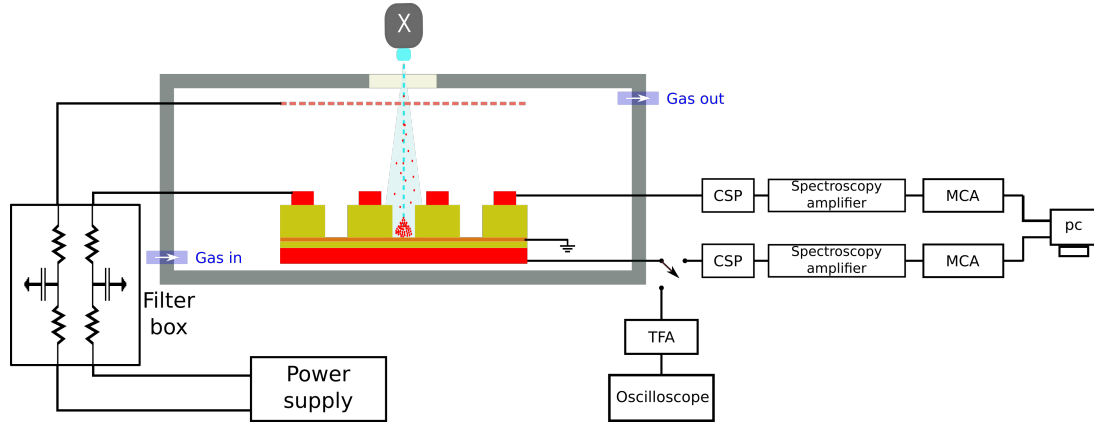 X
Gas out
CSP
Spectroscopy
amplifier
MCA
pc
Gas in
CSP
Spectroscopy
amplifier
MCA
Filter
box
TFA
Power
supply
Oscilloscope